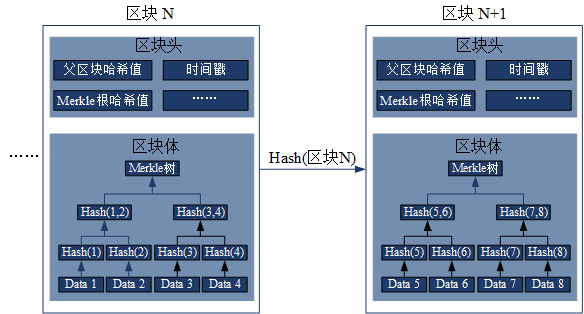 区块 N
区块头
父区块哈希值 时间戳
Merkle根哈希值 ······
区块体
Merkle树
Hash(1,2) Hash(3,4)
Hash(1) Hash(2) Hash(3) Hash(4)
Data 1 Data 2 Data 3 Data 4
······
Hash(区块N)
区块 N+1
区块头
父区块哈希值 时间戳
Merkle根哈希值 ······
区块体
Merkle树
Hash(5,6) Hash(7,8)
Hash(5) Hash(6) Hash(7) Hash(8)
Data 5 Data 6 Data 7 Data 8